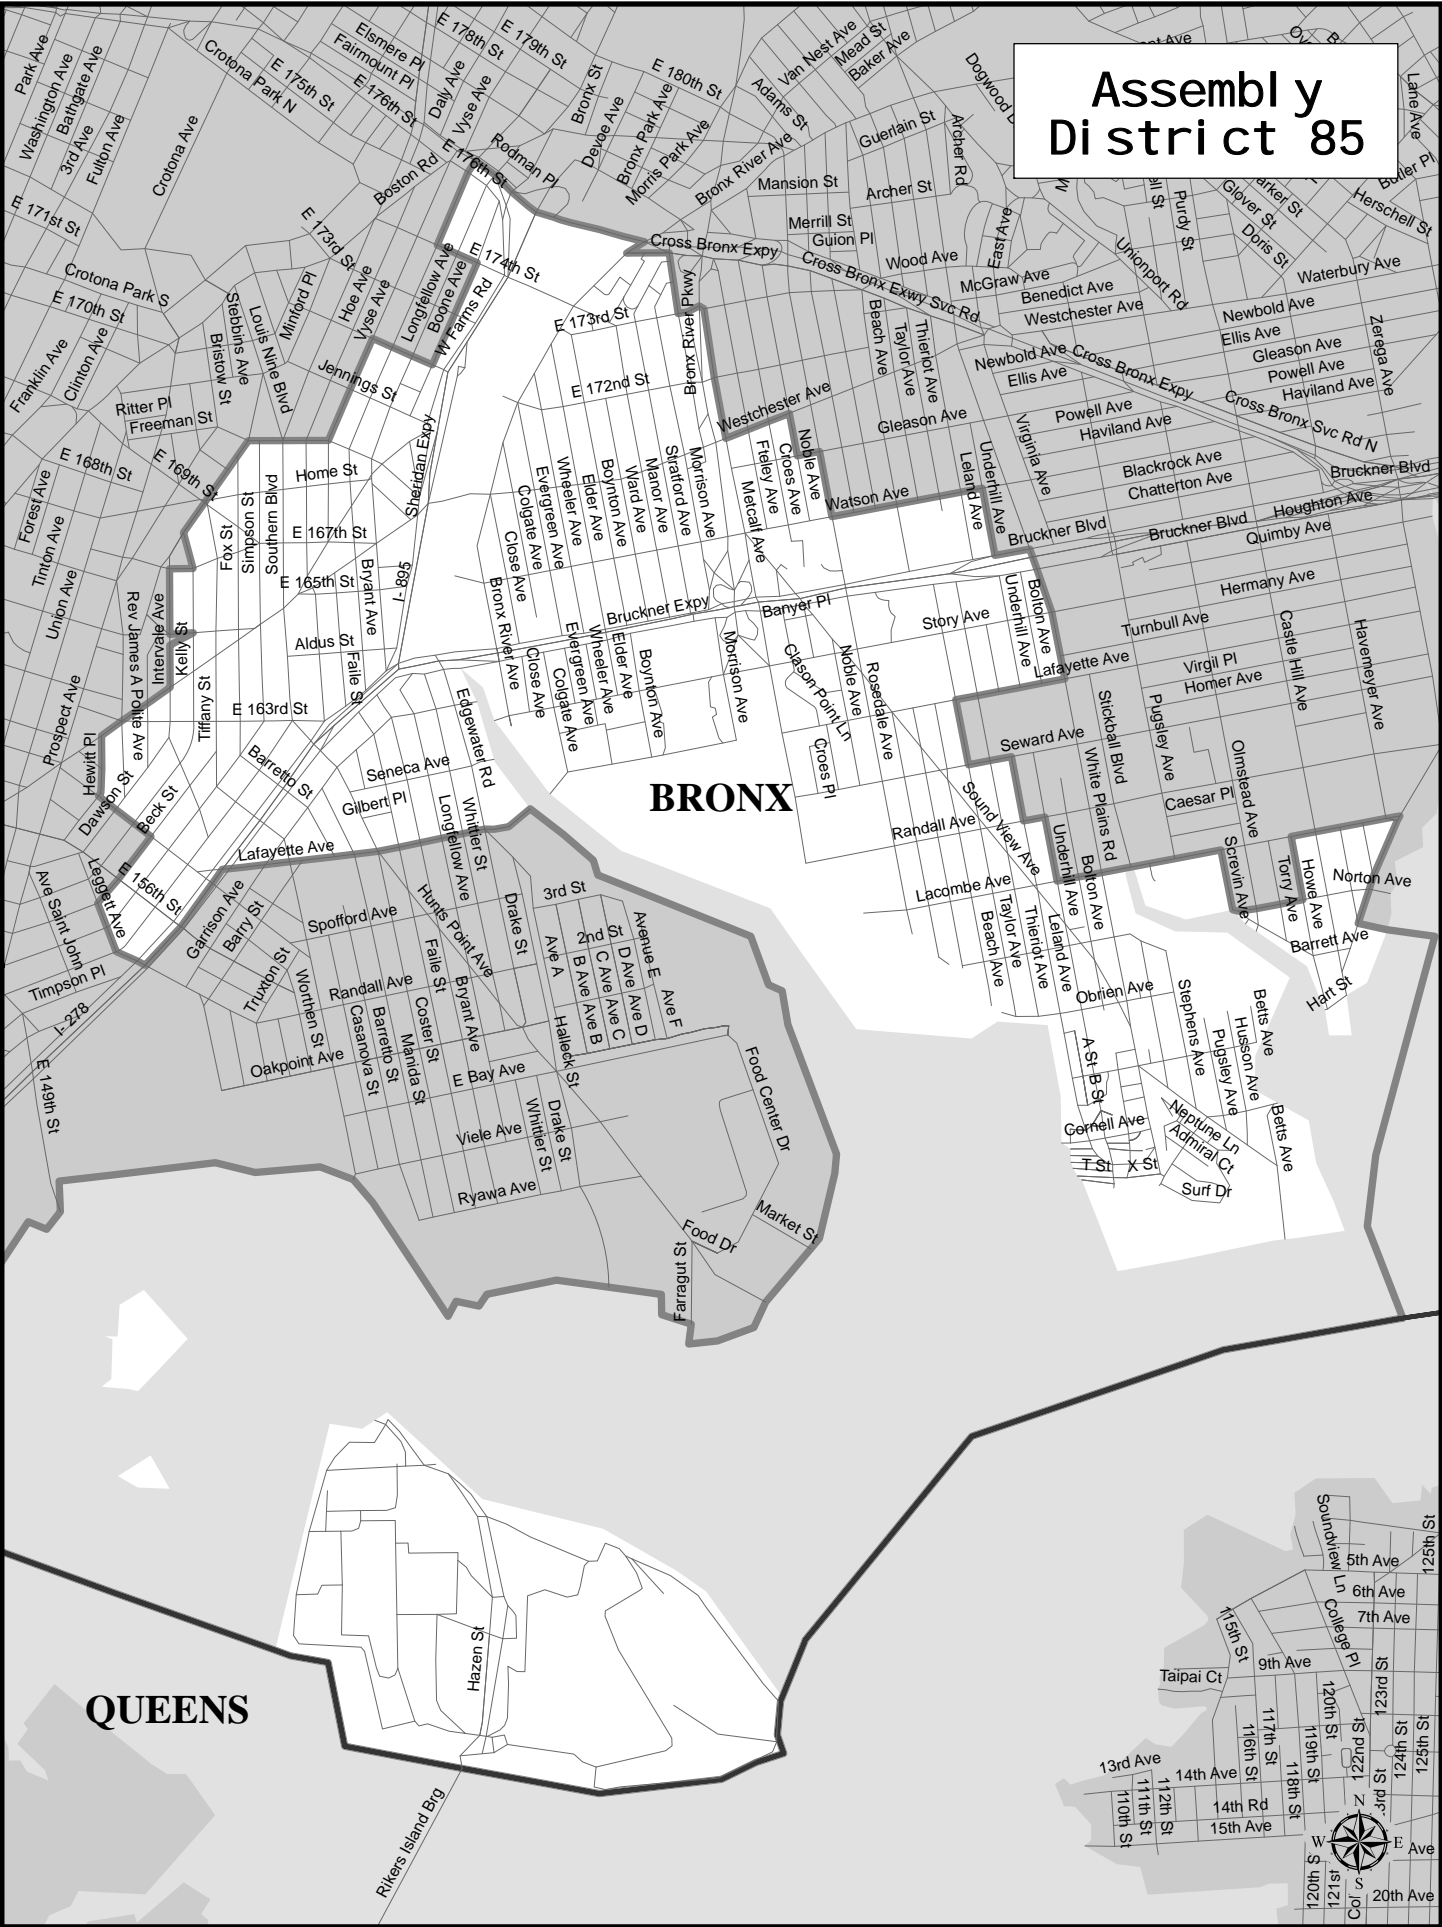 Assembly
District 85
BRONX
QUEENS
Park Ave
Washington Ave
Bathgate Ave
3rd Ave
Fulton Ave
Crotona Ave
Crotona Park N
E 175th St
E 176th St
Elsmere Pl
Fairmount Pl
E 178th St
E 179th St
Daly Ave
Vyse Ave
Bronx St
Devoe Ave
E 180th St
Bronx Park Ave
Morris Park Ave
Adams St
Van Nest Ave
Mead St
Baker Ave
Bronx River Ave
Guerlain St
Archer Rd
Lane Ave
Butler Pl
Herschell St
Glover St
Doris St
Purdy St
Unionport Rd
Waterbury Ave
Boston Rd
E 176th St
Rodman Pl
Mansion St
Archer St
Merrill St
Guion Pl
Wood Ave
East Ave
McGraw Ave
Benedict Ave
Westchester Ave
Cross Bronx Expy
Cross Bronx Exwy Svc Rd
E 171st St
Crotona Park S
E 170th St
E 173rd St
Hoe Ave
Vyse Ave
Longfellow Ave
Boone Ave
E 174th St
W Farms Rd
Minford Pl
Louis Nine Blvd
Stebbins Ave
Bristow St
Franklin Ave
Clinton Ave
Ritter Pl
Freeman St
Jennings St
E 173rd St
E 172nd St
Bronx River Pkwy
Beach Ave
Taylor Ave
Thieriot Ave
Newbold Ave
Ellis Ave
Cross Bronx Expy
Newbold Ave
Ellis Ave
Gleason Ave
Powell Ave
Haviland Ave
Zerega Ave
Cross Bronx Svc Rd N
Westchester Ave
Gleason Ave
Powell Ave
Haviland Ave
Virginia Ave
Blackrock Ave
Chatterton Ave
Bruckner Blvd
Houghton Ave
Bruckner Blvd
Bruckner Blvd
Quimby Ave
Hermany Ave
E 168th St
E 169th St
Home St
Sheridan Expy
Forest Ave
Tinton Ave
Union Ave
Fox St
Simpson St
Southern Blvd
E 167th St
E 165th St
Bryant Ave
I- 895
Close Ave
Colgate Ave
Evergreen Ave
Wheeler Ave
Elder Ave
Boynton Ave
Ward Ave
Manor Ave
Stratford Ave
Morrison Ave
Metcalf Ave
Fteley Ave
Croes Ave
Noble Ave
Watson Ave
Leland Ave
Underhill Ave
Bruckner Expy
Banyer Pl
Story Ave
Underhill Ave
Bolton Ave
Lafayette Ave
Turnbull Ave
Virgil Pl
Homer Ave
Castle Hill Ave
Havemeyer Ave
Rev James A Polite Ave
Intervale Ave
Kelly St
Tiffany St
Aldus St
Faile St
E 163rd St
Prospect Ave
Hewitt Pl
Dawson St
Beck St
Barretto St
Seneca Ave
Gilbert Pl
Edgewater Rd
Bronx River Ave
Close Ave
Colgate Ave
Evergreen Ave
Wheeler Ave
Elder Ave
Boynton Ave
Morrison Ave
Clason Point Ln
Noble Ave
Rosedale Ave
Croes Pl
Seward Ave
Stickball Blvd
White Plains Rd
Pugsley Ave
Caesar Pl
Olmstead Ave
Screvin Ave
Torry Ave
Howe Ave
Norton Ave
Barrett Ave
Hart St
Randall Ave
Sound View Ave
Lacombe Ave
Underhill Ave
Bolton Ave
Beach Ave
Taylor Ave
Thieriot Ave
Leland Ave
Obrien Ave
Stephens Ave
Pugsley Ave
Husson Ave
Betts Ave
Betts Ave
A St
B St
Cornell Ave
Neptune Ln
Admiral Ct
Surf Dr
T St
X St
Lafayette Ave
Leggett Ave
E 156th St
Ave Saint John
Timpson Pl
I- 278
E 149th St
Garrison Ave
Barry St
Truxton St
Spofford Ave
Longfellow Ave
Whittier St
Hunts Point Ave
Drake St
Randall Ave
Worthen St
Casanova St
Barretto St
Manida St
Coster St
Faile St
Bryant Ave
Oakpoint Ave
E Bay Ave
Halleck St
3rd St
2nd St
Ave A
B Ave
Ave B
C Ave
Ave C
D Ave
Ave D
Avenue E
Ave F
Viele Ave
Whittier St
Drake St
Ryawa Ave
Food Center Dr
Market St
Food Dr
Farragut St
Hazen St
Rikers Island Brg
Soundview Ln
5th Ave
6th Ave
7th Ave
College Pl
115th St
9th Ave
Taipai Ct
125th St
123rd St
120th St
117th St
116th St
119th St
122nd St
124th St
125th St
118th St
13rd Ave
14th Ave
14th Rd
15th Ave
110th St
111th St
112th St
20th Ave
120th S
121st
N
W
E
S